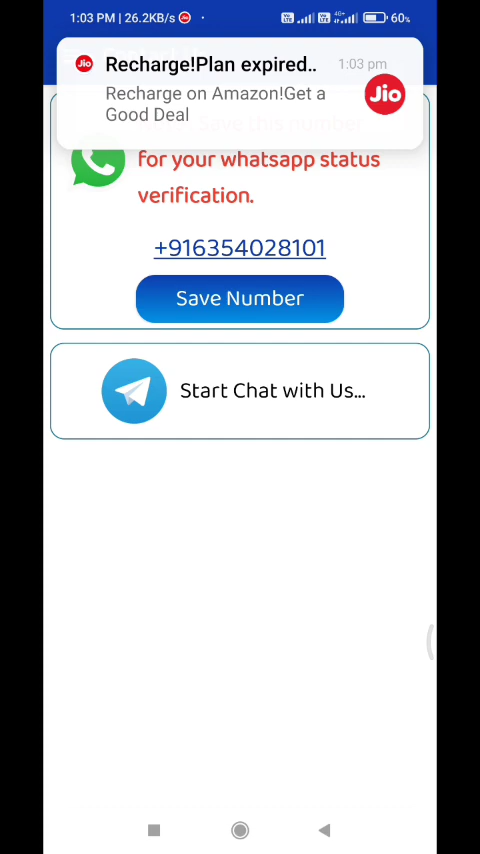 1:03 PM | 26.2KB/s
60%
Jio
Recharge!Plan expired..
1:03 pm
Recharge on Amazon!Get a
Good Deal
Jio
for your whatsapp status
verification.
+916354028101
Save Number
Start Chat with Us...